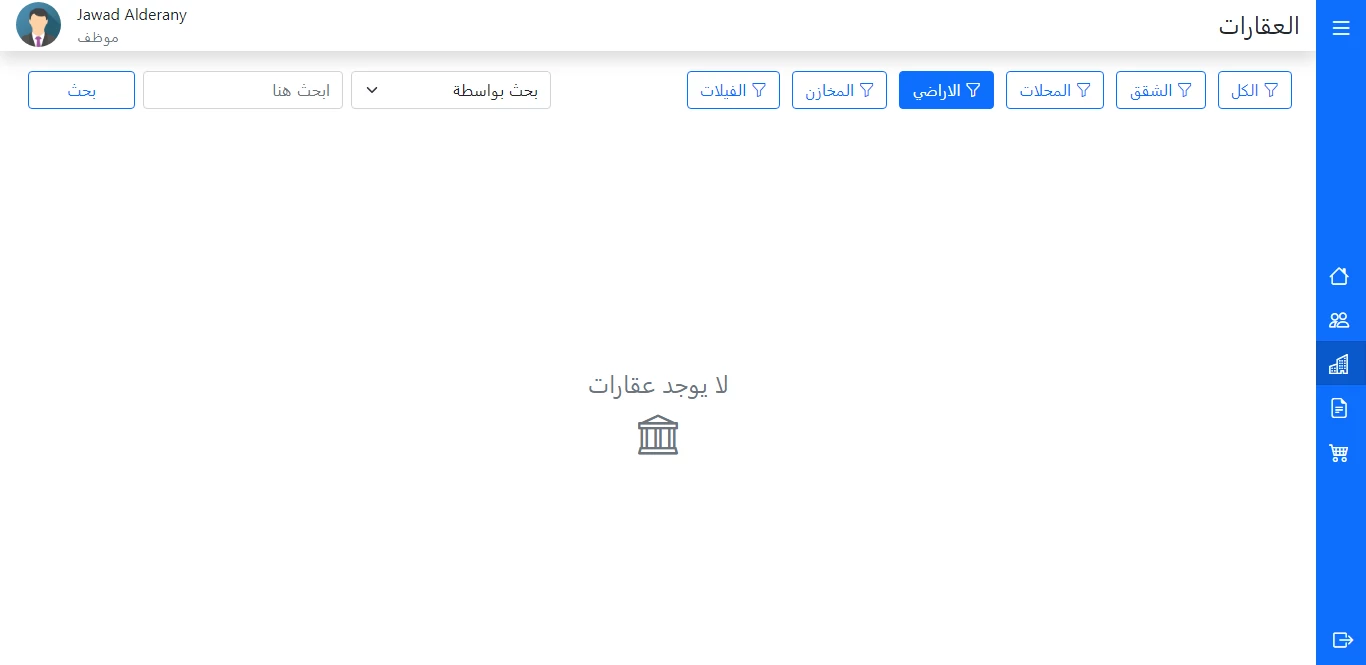 العقارات
Jawad Alderany
موظف
الكل
الشقق
المحلات
الاراضي
المخازن
الفيلات
بحث بواسطة
ابحث هنا
بحث
لا يوجد عقارات